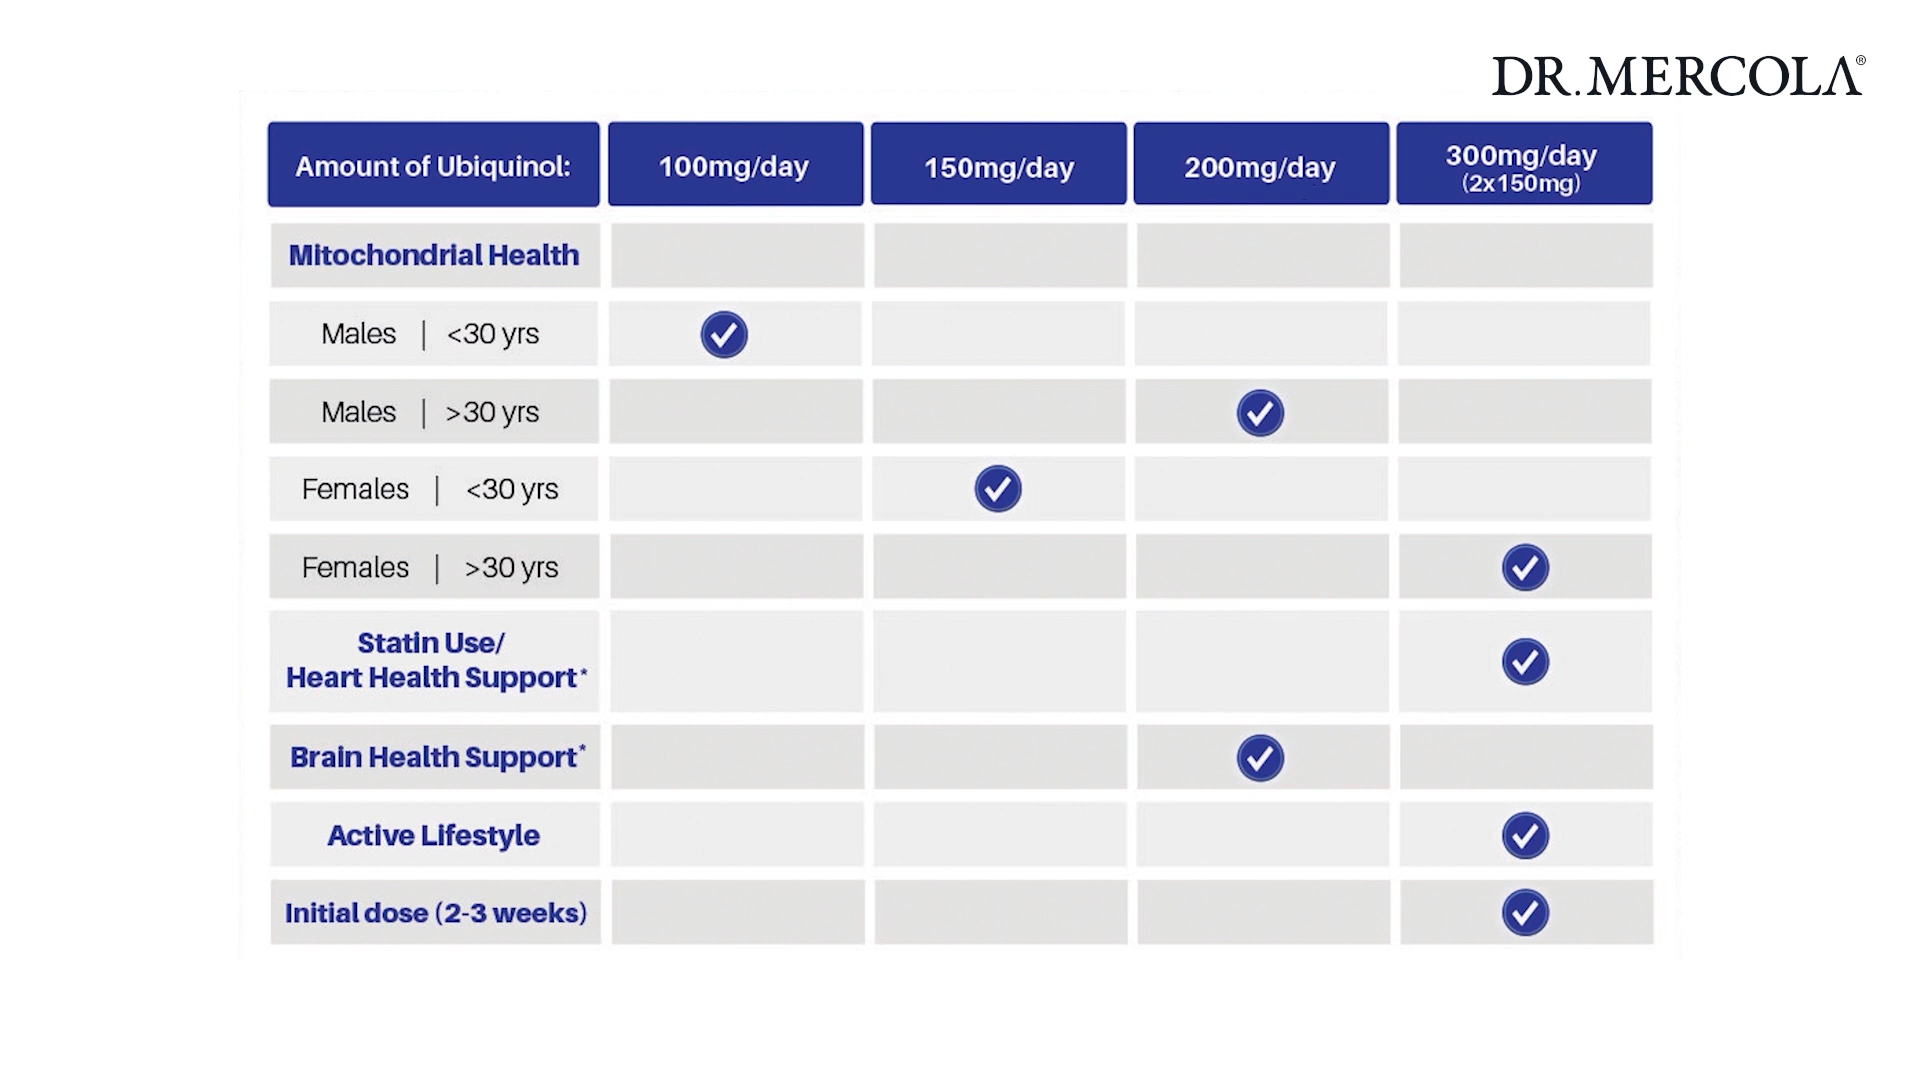 DR. MERCOLA®
Amount of Ubiquinol: 100mg/day 150mg/day 200mg/day 300mg/day
(2x150mg)
Mitochondrial Health
Males | <30 yrs
Males | >30 yrs
Females | <30 yrs
Females | >30 yrs
Statin Use/
Heart Health Support*
Brain Health Support*
Active Lifestyle
Initial dose (2-3 weeks)